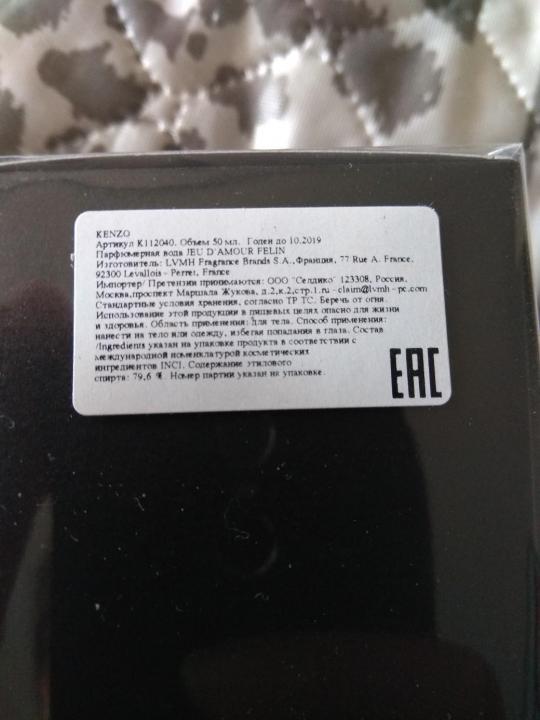 KENZO
Артикул K112040. Объем 50 мл. Годен до 10.2019
Парфюмерная вода JEU D'AMOUR FELIN
Изготовитель: LVMH Fragrance Brands S.A., Франция, 77 Rue A. France,
92300 Levallois - Perret, France
Импортер/ Претензии принимаются: ООО "Селдико" 123308, Россия,
Москва,проспект Маршала Жукова, д.2,к.2,стр.1.ru - claim@lvmh - pc.com
Стандартные условия хранения, согласно ТР ТС. Беречь от огня.
Использование этой продукции в пищевых целях опасно для жизни
и здоровья. Область применения: для тела. Способ применения:
нанести на тело или одежду, избегая попадания в глаза. Состав
/Ingredients указан на упаковке продукта в соответствии с
международной номенклатурой косметических
ингредиентов INCI. Содержание этилового
спирта: 79,6 %. Номер партии указан на упаковке.
EAC